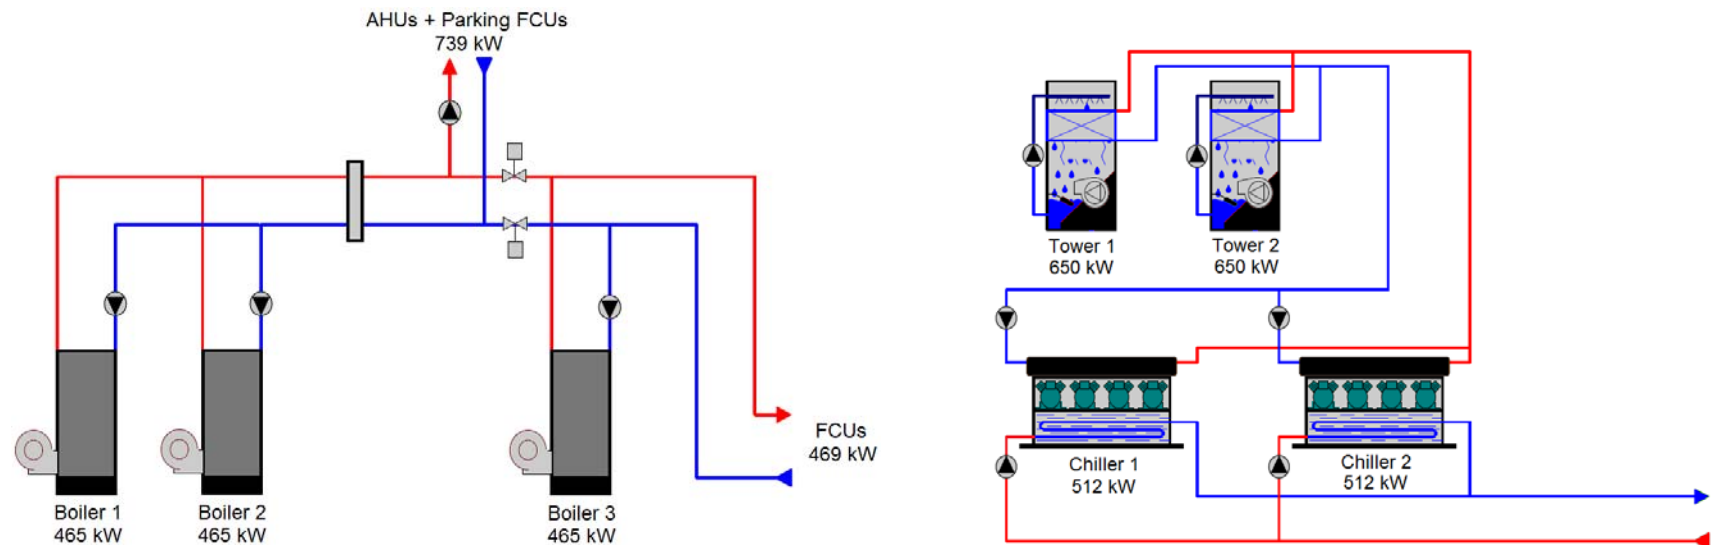 AHUs + Parking FCUs
739 kW
FCUs
469 kW
Boiler 1
465 kW
Boiler 2
465 kW
Boiler 3
465 kW
Tower 1
650 kW
Tower 2
650 kW
Chiller 1
512 kW
Chiller 2
512 kW